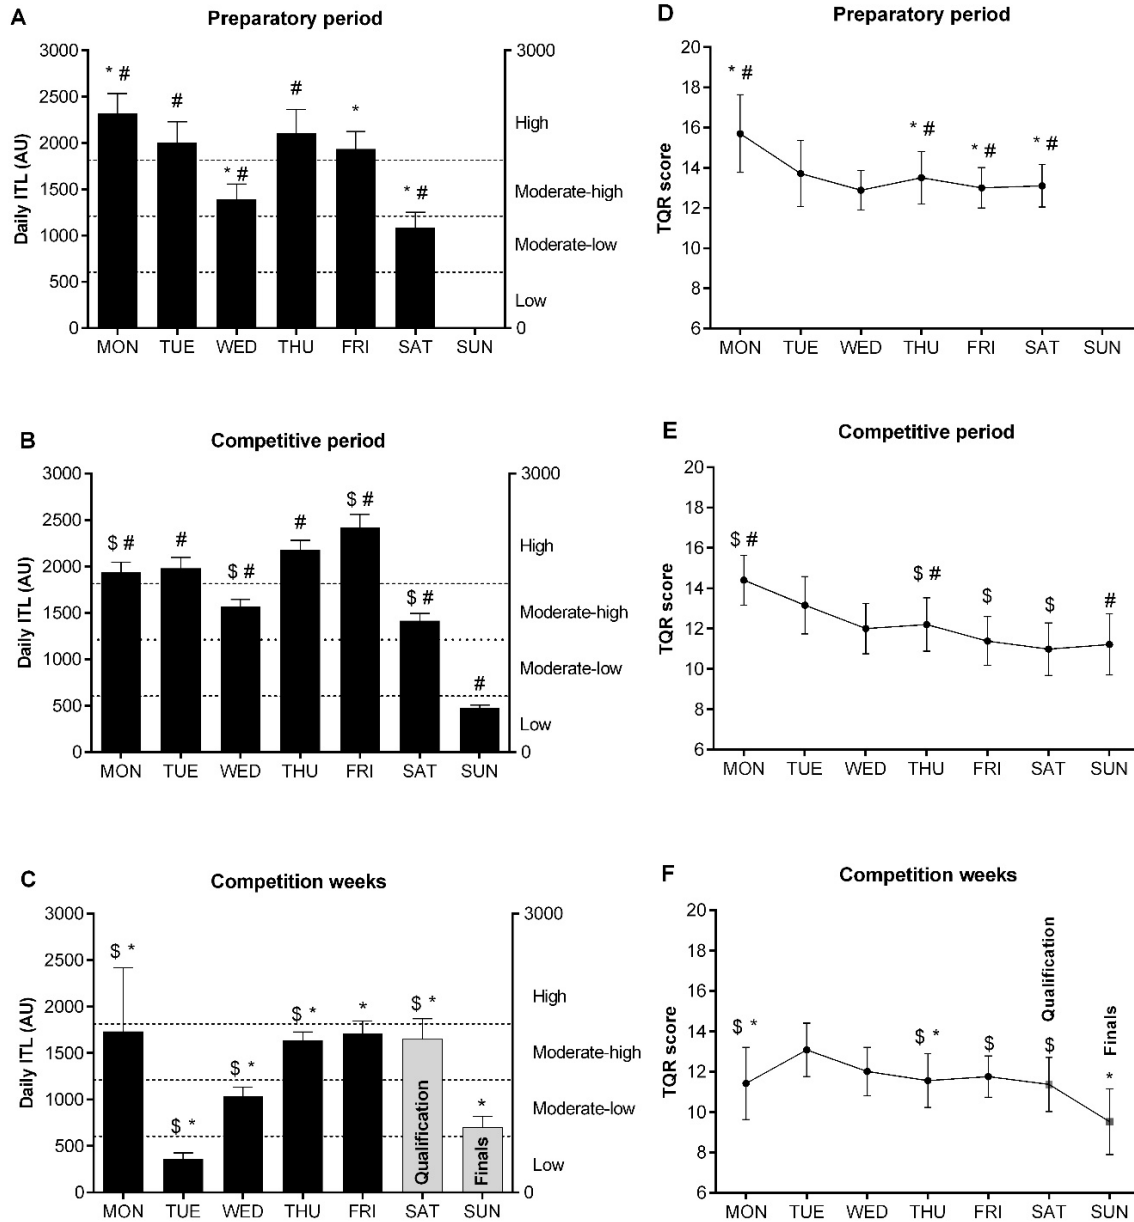 A
Preparatory period
3000
2500
2000
1500
1000
500
0
Daily ITL (AU)
* #
#
* #
#
*
* #
3000
High
Moderate-high
Moderate-low
Low
0
MON TUE WED THU FRI SAT SUN
D
Preparatory period
20
18
16
14
12
10
8
6
TQR score
* #
* #
* #
* #
MON TUE WED THU FRI SAT SUN
B
Competitive period
3000
2500
2000
1500
1000
500
0
Daily ITL (AU)
$ #
#
$ #
#
$ #
$ #
#
3000
High
Moderate-high
Moderate-low
Low
0
MON TUE WED THU FRI SAT SUN
E
Competitive period
20
16
14
12
10
8
6
TQR score
$ #
$ #
$
$
#
MON TUE WED THU FRI SAT SUN
C
Competition weeks
3000
2500
2000
1500
1000
500
0
Daily ITL (AU)
$ *
$ *
$ *
$ *
*
$ *
*
Qualification
Finals
3000
High
Moderate-high
Moderate-low
Low
0
MON TUE WED THU FRI SAT SUN
F
Competition weeks
20
18
16
14
12
10
8
6
TQR score
$ *
$ *
$
$
*
Qualification
Finals
MON TUE WED THU FRI SAT SUN